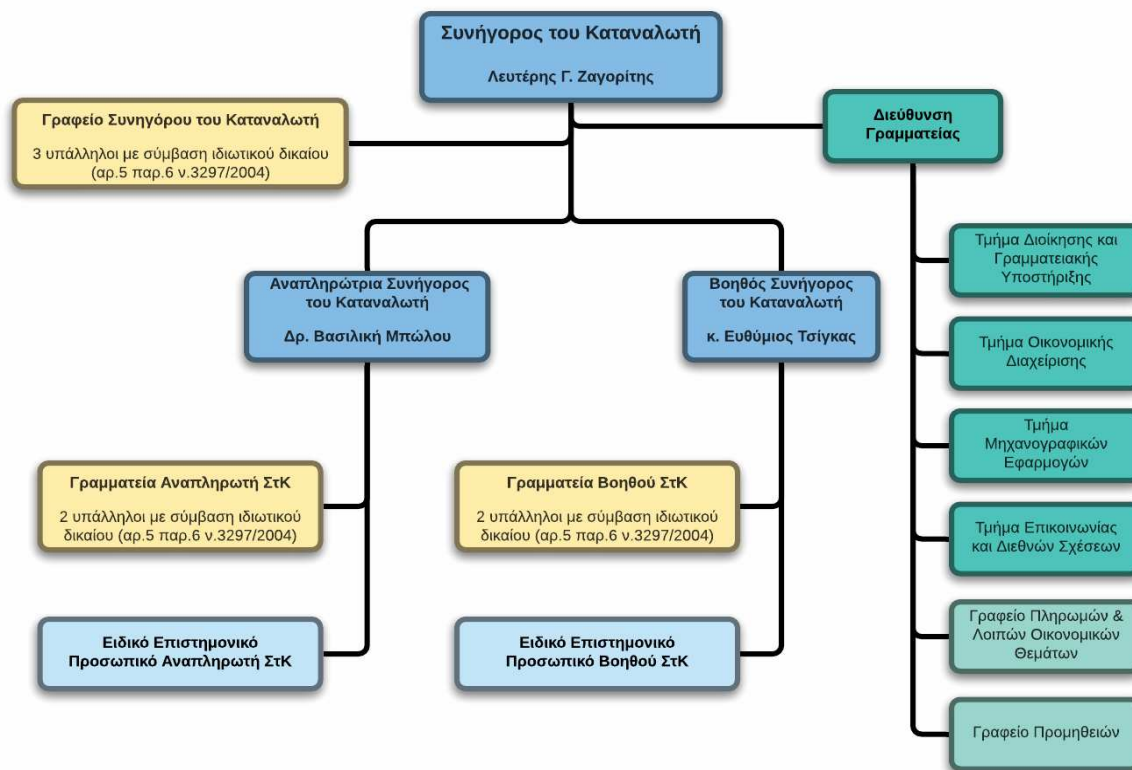 Συνήγορος του Καταναλωτή
Λευτέρης Γ. Ζαγορίτης
Γραφείο Συνηγόρου του Καταναλωτή
3 υπάλληλοι με σύμβαση ιδιωτικού δικαίου
(αρ.5 παρ.6 ν.3297/2004)
Διεύθυνση
Γραμματείας
Αναπληρώτρια Συνήγορος
του Καταναλωτή
Δρ. Βασιλική Μπώλου
Βοηθός Συνήγορος
του Καταναλωτή
κ. Ευθύμιος Τσίγκας
Γραμματεία Αναπληρωτή ΣτΚ
2 υπάλληλοι με σύμβαση ιδιωτικού
δικαίου (αρ.5 παρ.6 ν.3297/2004)
Γραμματεία Βοηθού ΣτΚ
2 υπάλληλοι με σύμβαση ιδιωτικού
δικαίου (αρ.5 παρ.6 ν.3297/2004)
Ειδικό Επιστημονικό
Προσωπικό Αναπληρωτή ΣτΚ
Ειδικό Επιστημονικό
Προσωπικό Βοηθού ΣτΚ
Τμήμα Διοίκησης και
Γραμματειακής
Υποστήριξης
Τμήμα Οικονομικής
Διαχείρισης
Τμήμα
Μηχανογραφικών
Εφαρμογών
Τμήμα Επικοινωνίας
και Διεθνών Σχέσεων
Γραφείο Πληρωμών &
Λοιπών Οικονομικών
Θεμάτων
Γραφείο Προμηθειών